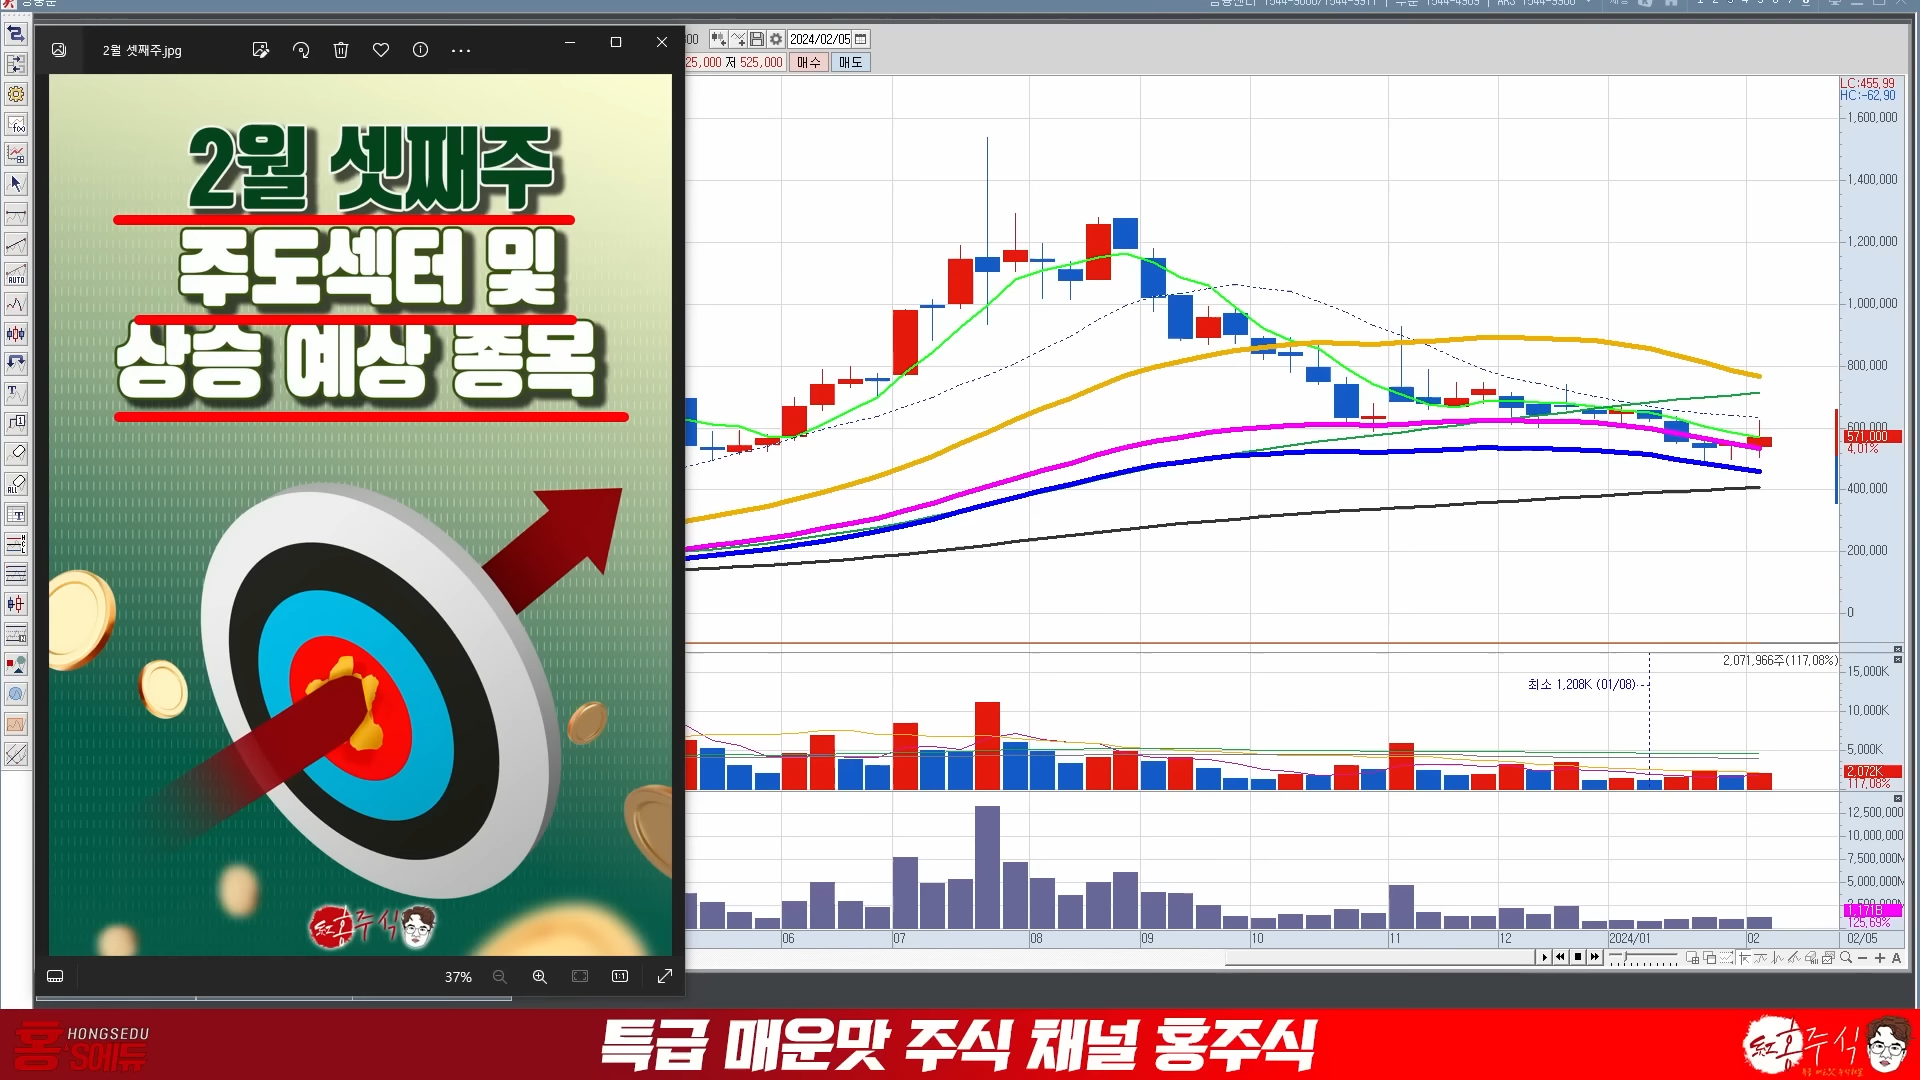 2월 셋째주.jpg
2024/02/05
25,000 저 525,000 매수 매도
2월 셋째주
주도섹터 및
상승 예상 종목
홍주식
37%
LC:455,99
HC:-62,90
1,600,000
1,400,000
1,200,000
1,000,000
800,000
600,000
571,000
4,01%
400,000
200,000
0
2,071,966주(117,08%)
최소 1,208K (01/08)
15,000K
10,000K
5,000K
2,072K
117,08%
12,500,000
10,000,000
7,500,000M
5,000,000M
1,171B
125,69%
06 07 08 09 10 11 12 2024/01 02 02/05
HONGSEDU
홍'S에듀
특급 매운맛 주식 채널 홍주식
홍주식